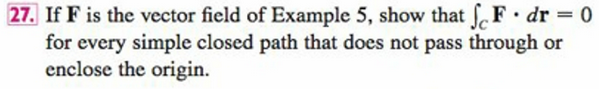 27. If F is the vector field of Example 5, show that ∫_C F · dr = 0
for every simple closed path that does not pass through or
enclose the origin.